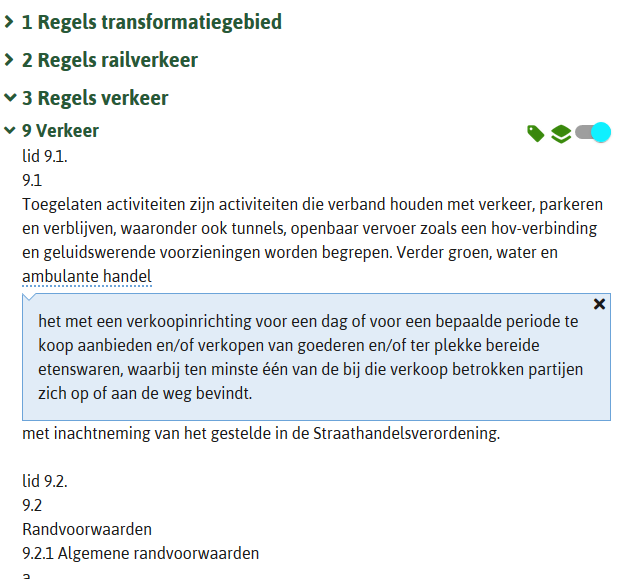 1 Regels transformatiegebied
2 Regels railverkeer
3 Regels verkeer
9 Verkeer
lid 9.1.
9.1
Toegelaten activiteiten zijn activiteiten die verband houden met verkeer, parkeren
en verblijven, waaronder ook tunnels, openbaar vervoer zoals een hov-verbinding
en geluidswerende voorzieningen worden begrepen. Verder groen, water en
ambulante handel
het met een verkoopinrichting voor een dag of voor een bepaalde periode te
koop aanbieden en/of verkopen van goederen en/of ter plekke bereide
etenswaren, waarbij ten minste één van de bij die verkoop betrokken partijen
zich op of aan de weg bevindt.
met inachtneming van het gestelde in de Straathandelsverordening.
lid 9.2.
9.2
Randvoorwaarden
9.2.1 Algemene randvoorwaarden
a